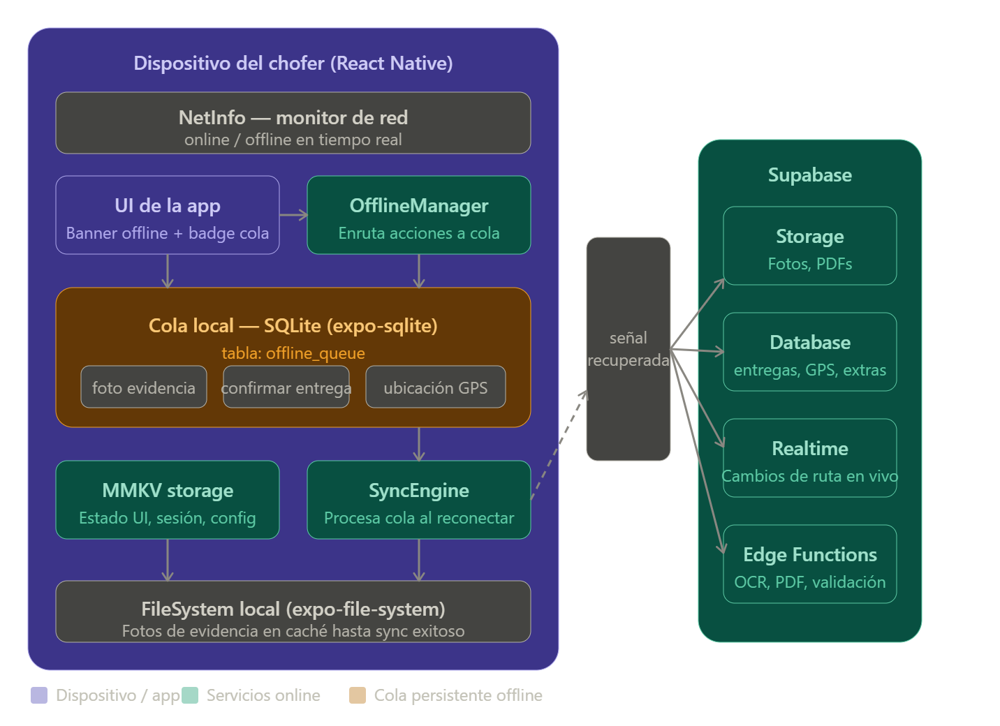 Dispositivo del chofer (React Native)
NetInfo — monitor de red
online / offline en tiempo real
UI de la app
Banner offline + badge cola
OfflineManager
Enruta acciones a cola
Cola local — SQLite (expo-sqlite)
tabla: offline_queue
foto evidencia
confirmar entrega
ubicación GPS
MMKV storage
Estado UI, sesión, config
SyncEngine
Procesa cola al reconectar
FileSystem local (expo-file-system)
Fotos de evidencia en caché hasta sync exitoso
señal
recuperada
Supabase
Storage
Fotos, PDFs
Database
entregas, GPS, extras
Realtime
Cambios de ruta en vivo
Edge Functions
OCR, PDF, validación
Dispositivo / app
Servicios online
Cola persistente offline